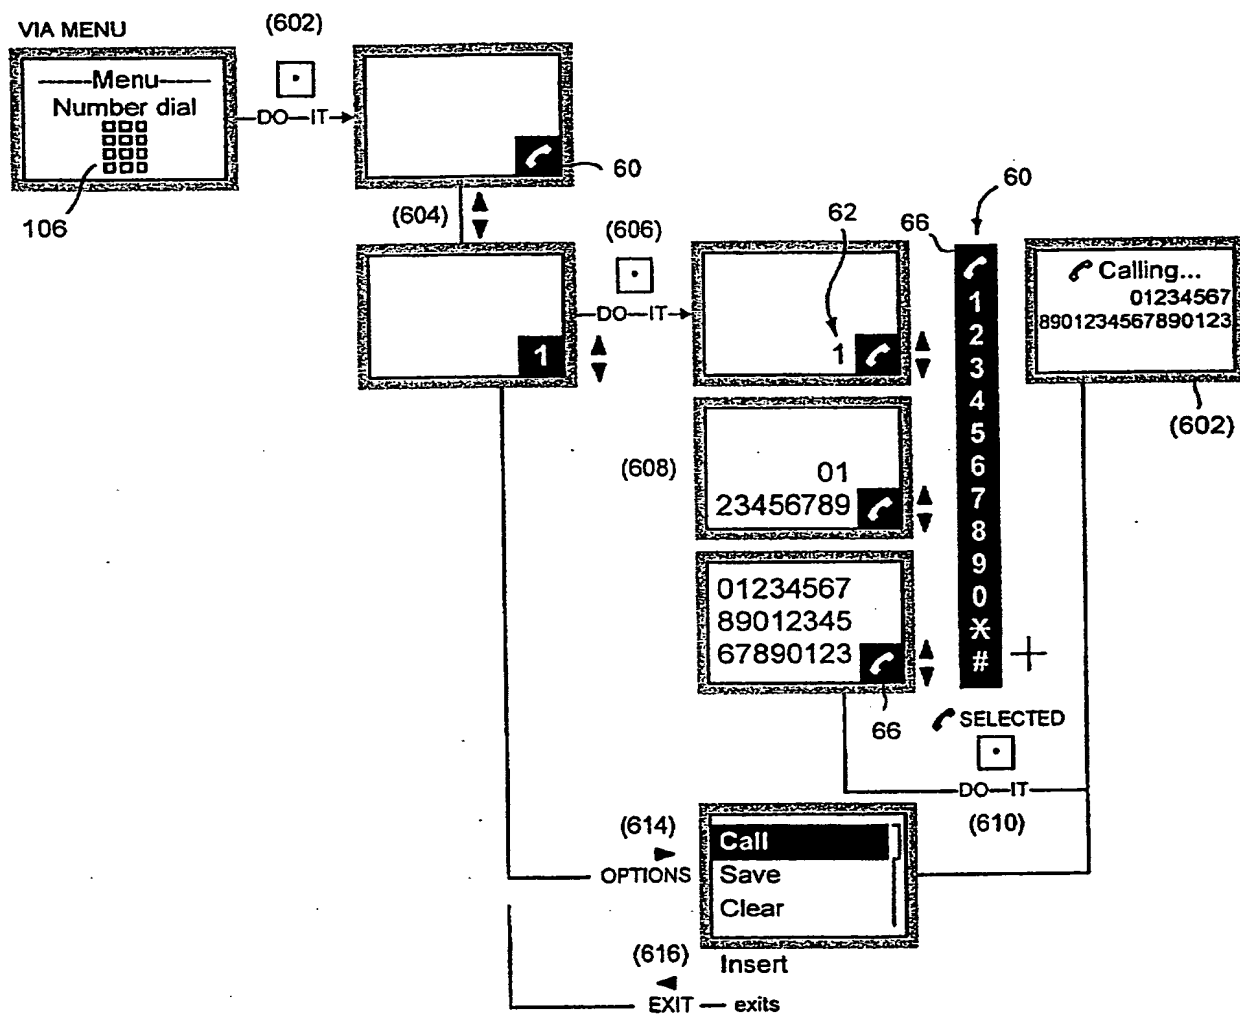 VIA MENU
(602)
Menu
Number dial
DO IT
60
106
(604)
(606)
1
DO IT
62
1
66
60
1
2
3
4
5
6
7
8
9
0
*
#
+
Calling...
01234567
8901234567890123
(602)
(608)
01
23456789
01234567
89012345
67890123
66
SELECTED
DO IT
(610)
(614)
OPTIONS
Call
Save
Clear
Insert
(616)
EXIT — exits